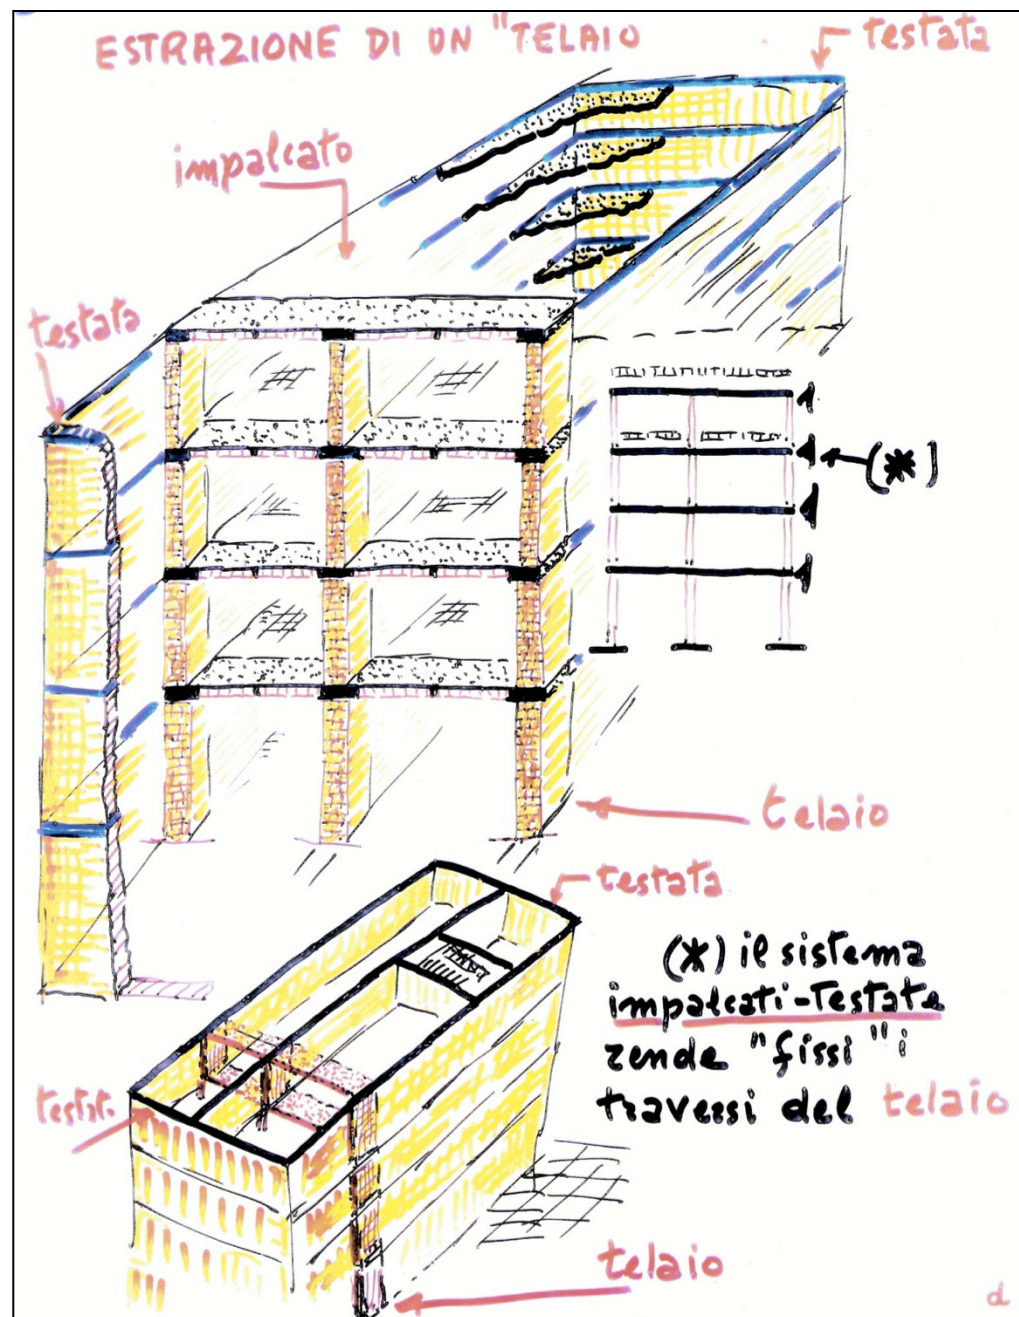 ESTRAZIONE DI UN "TELAIO
testata
impalcato
testata
(*)
telaio
testata
(*) il sistema
impalcati-Testate
rende "fissi" i
traversi del telaio
testata
telaio
d